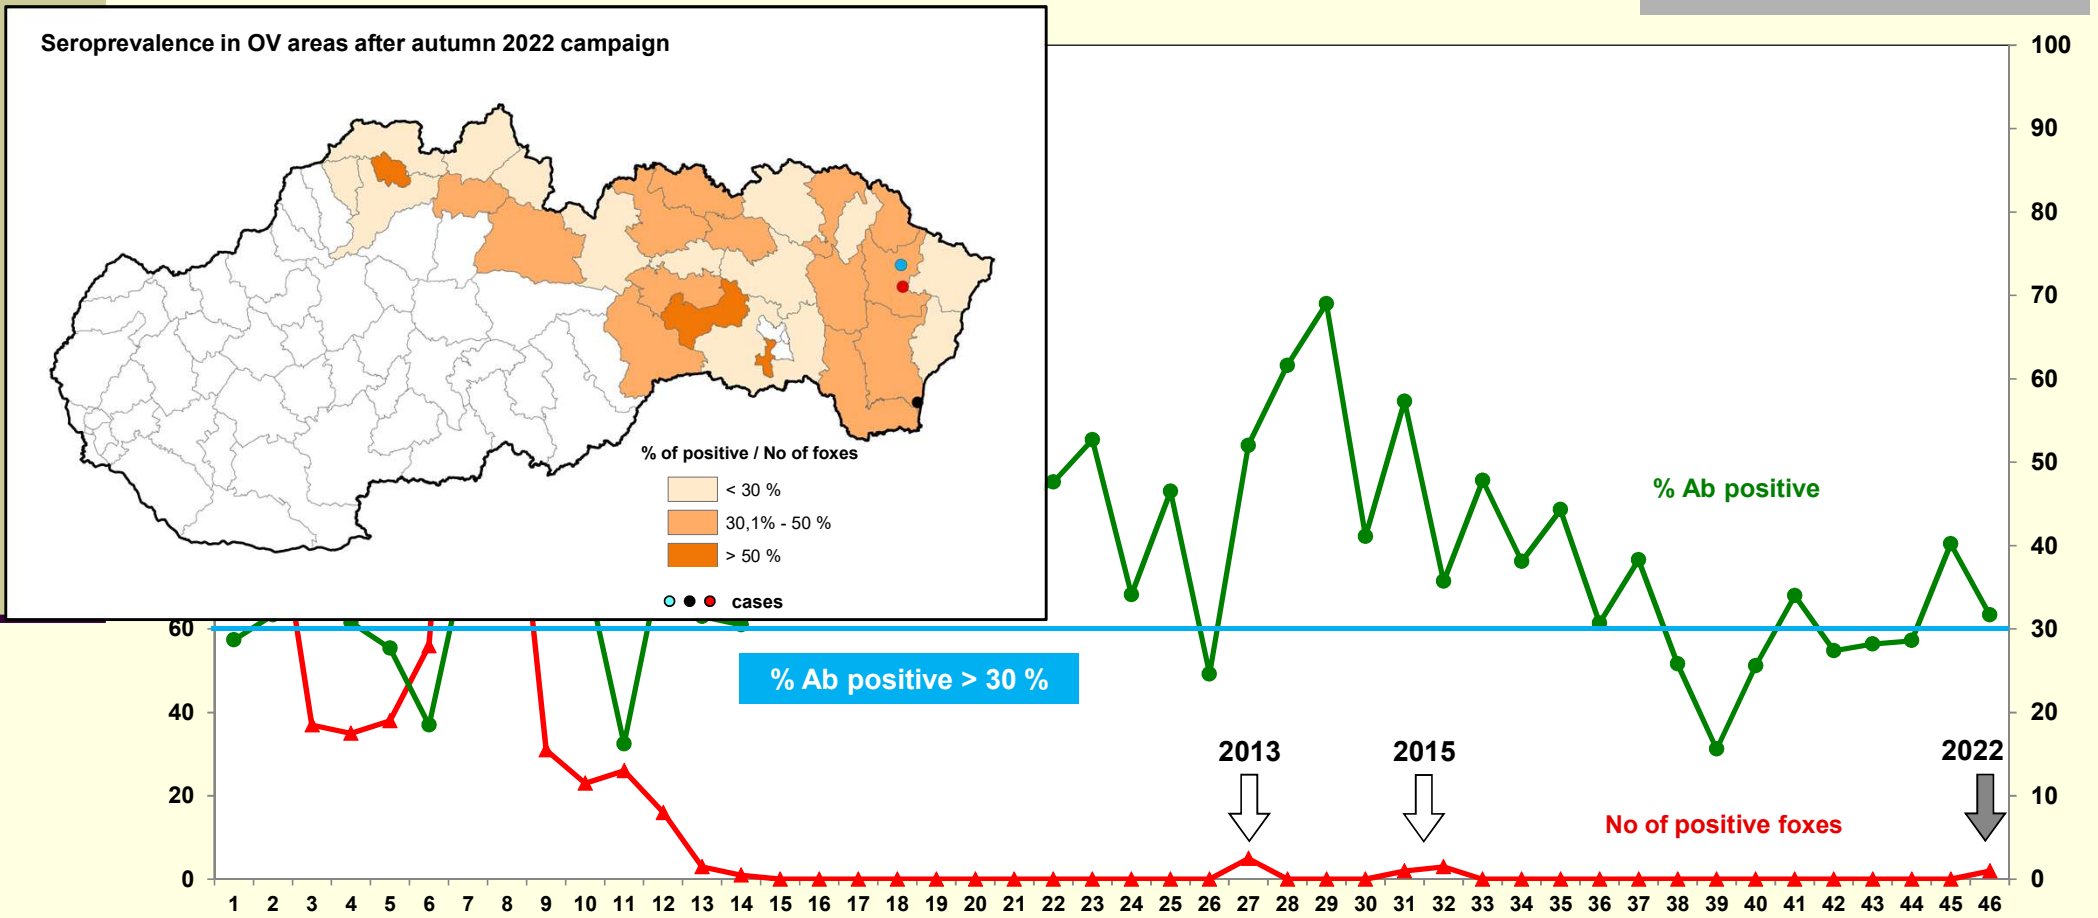 Seroprevalence in OV areas after autumn 2022 campaign
% of positive / No of foxes
< 30 %
30,1% - 50 %
> 50 %
cases
100
90
80
70
60
50
40
30
20
10
0
60
40
20
0
% Ab positive
% Ab positive > 30 %
2013
2015
2022
No of positive foxes
1 2 3 4 5 6 7 8 9 10 11 12 13 14 15 16 17 18 19 20 21 22 23 24 25 26 27 28 29 30 31 32 33 34 35 36 37 38 39 40 41 42 43 44 45 46